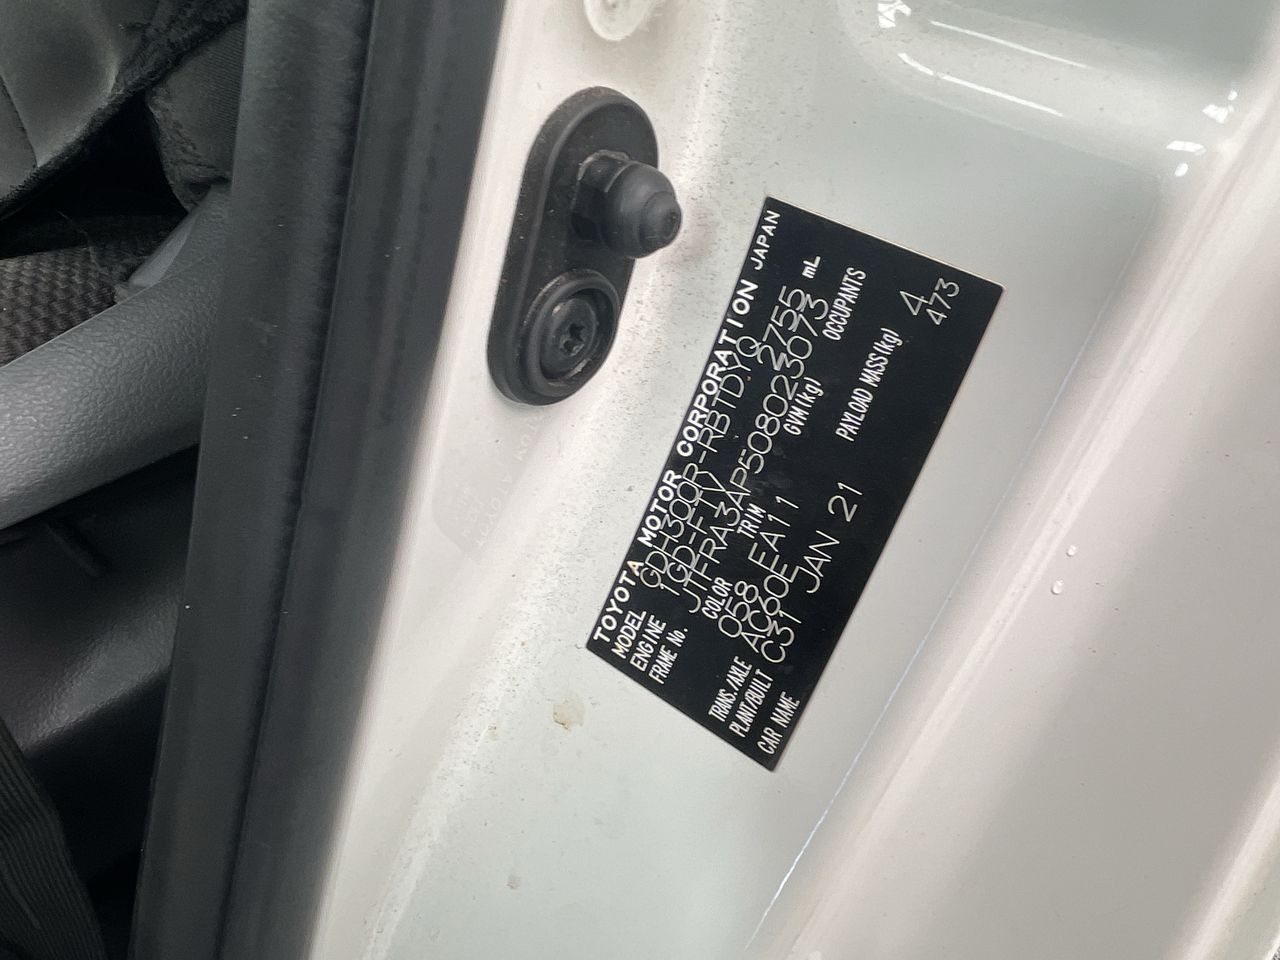 TOYOTA MOTOR CORPORATION JAPAN
MODEL GDH300R-RBTDYQ
ENGINE 1GD-FTV 2755 mL
FRAME No. JTFRA3AP508023073
COLOR TRIM GVM(kg) OCCUPANTS
058 EA11 4
TRANS./AXLE AC60E PAYLOAD MASS(kg) 473
PLANT/BUILT C31 JAN 21
CAR NAME